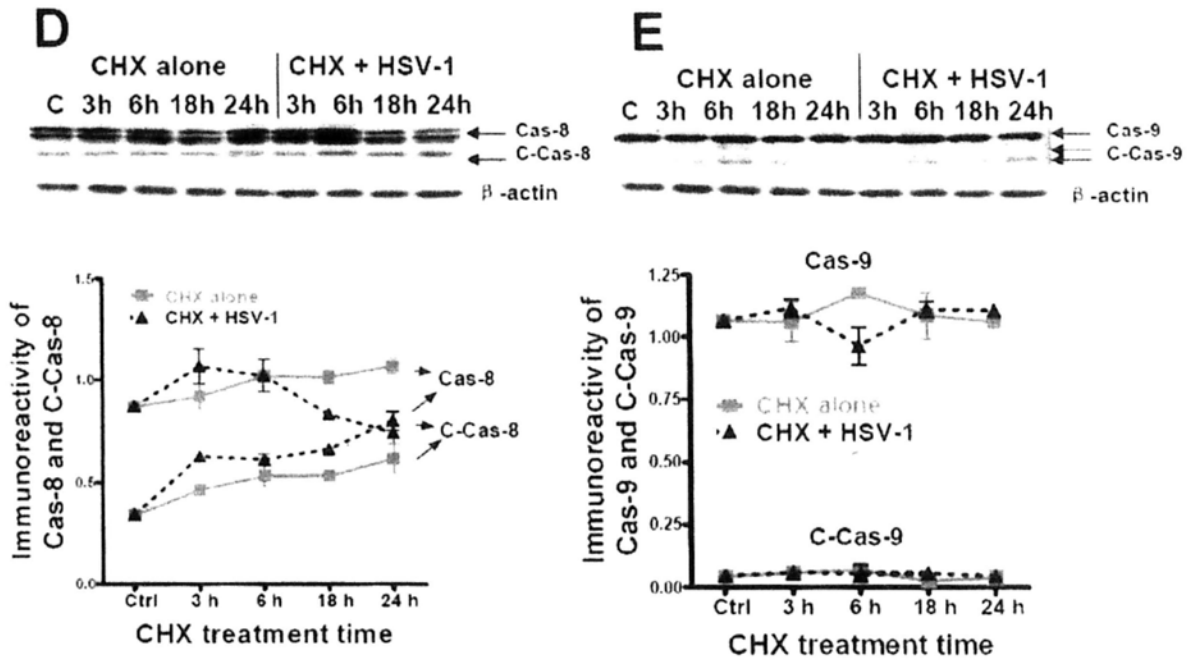 D
CHX alone | CHX + HSV-1
C 3h 6h 18h 24h 3h 6h 18h 24h
Cas-8
C-Cas-8
β-actin
1.5
1.0
0.5
0.0
Immunoreactivity of
Cas-8 and C-Cas-8
CHX alone
CHX + HSV-1
Cas-8
C-Cas-8
Ctrl 3 h 6 h 18 h 24 h
CHX treatment time
E
CHX alone | CHX + HSV-1
C 3h 6h 18h 24h 3h 6h 18h 24h
Cas-9
C-Cas-9
β-actin
1.25
1.00
0.75
0.50
0.25
0.00
Immunoreactivity of
Cas-9 and C-Cas-9
Cas-9
CHX alone
CHX + HSV-1
C-Cas-9
Ctrl 3 h 6 h 18 h 24 h
CHX treatment time